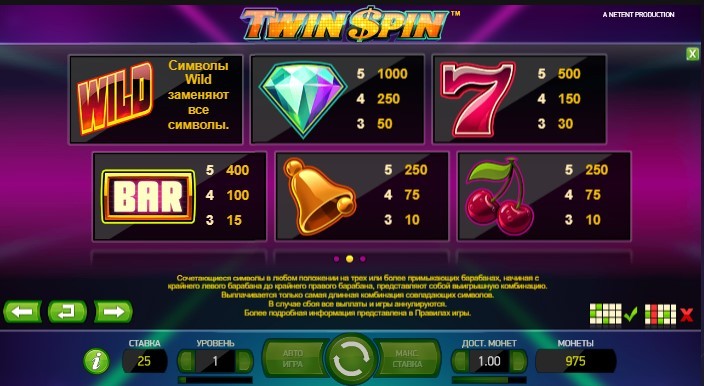 TWIN SPIN™
A NETENT PRODUCTION
X
WILD
Символы
Wild
заменяют
все
символы.
5 1000
4 250
3 50
7
5 500
4 150
3 30
BAR
5 400
4 100
3 15
5 250
4 75
3 10
5 250
4 75
3 10
Сочетающиеся символы в любом положении на трех или более примыкающих барабанах, начиная с
крайнего левого барабана до крайнего правого барабана, представляют собой выигрышную комбинацию.
Выплачивается только самая длинная комбинация совпадающих символов.
В случае сбоя все выплаты и игры аннулируются.
Более подробная информация представлена в Правилах игры.
СТАВКА УРОВЕНЬ ДОСТ. МОНЕТ МОНЕТЫ
i 25 1 АВТО ИГРА МАКС. СТАВКА 1.00 975